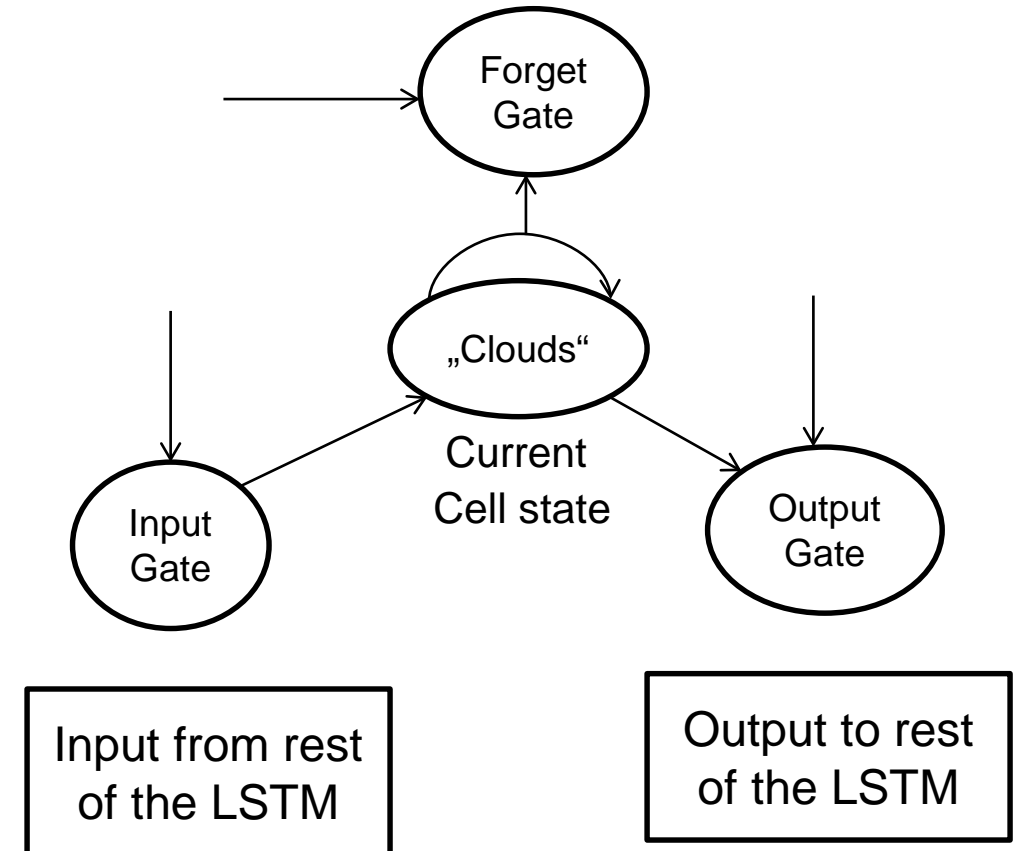 Forget
Gate
„Clouds“
Current
Cell state
Input
Gate
Output
Gate
Input from rest
of the LSTM
Output to rest
of the LSTM